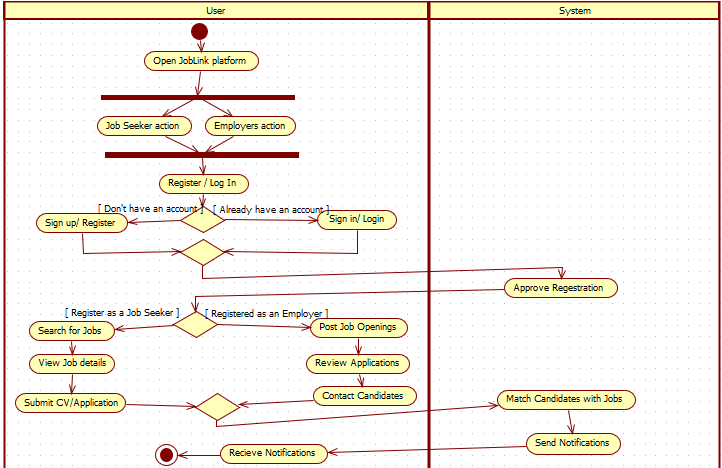 User
System
Open JobLink platform
Job Seeker action
Employers action
Register / Log In
[ Don't have an account ]
[ Already have an account ]
Sign up/ Register
Sign in/ Login
Approve Regestration
[ Register as a Job Seeker ]
[ Registered as an Employer ]
Search for Jobs
Post Job Openings
View Job details
Review Applications
Submit CV/Application
Contact Candidates
Match Candidates with Jobs
Send Notifications
Recieve Notifications